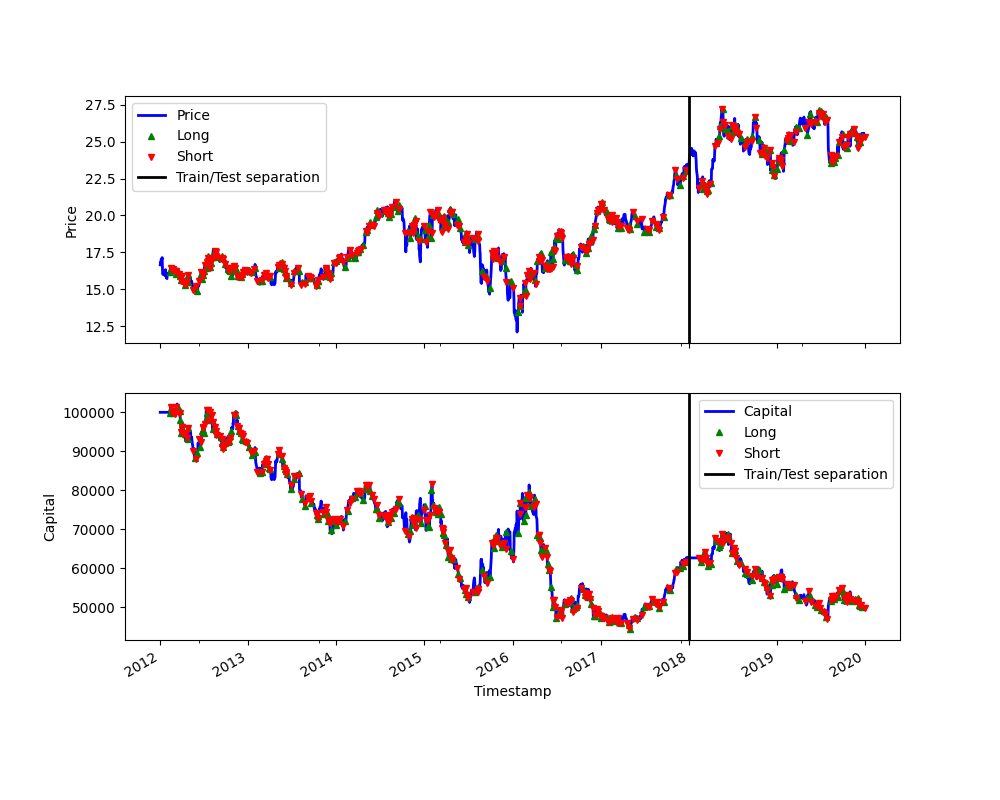 27.5
25.0
22.5
20.0
17.5
15.0
12.5
Price
Price
Long
Short
Train/Test separation
100000
90000
80000
70000
60000
50000
Capital
Capital
Long
Short
Train/Test separation
2012
2013
2014
2015
2016
2017
2018
2019
2020
Timestamp